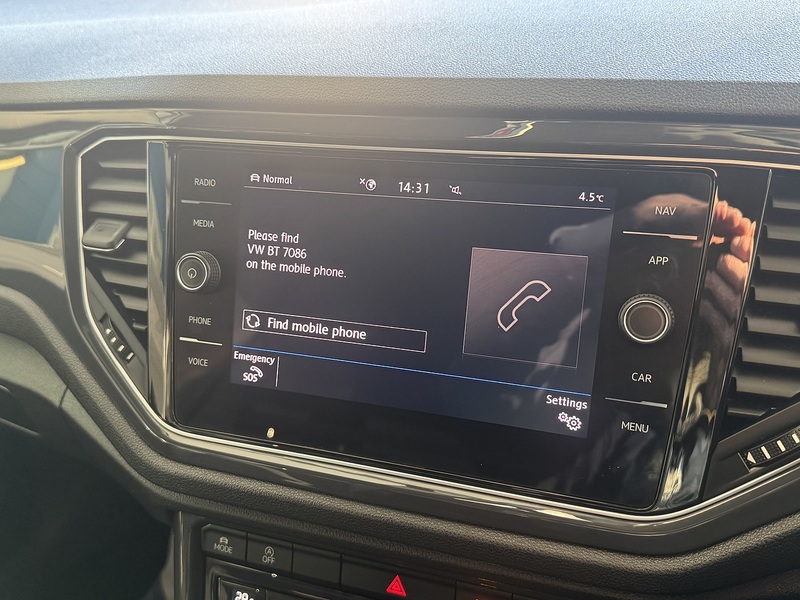 RADIO
MEDIA
PHONE
VOICE
Normal
14:31
4.5°C
Please find
VW BT 7086
on the mobile phone.
Find mobile phone
Emergency
SOS
Settings
NAV
APP
CAR
MENU
MODE
OFF